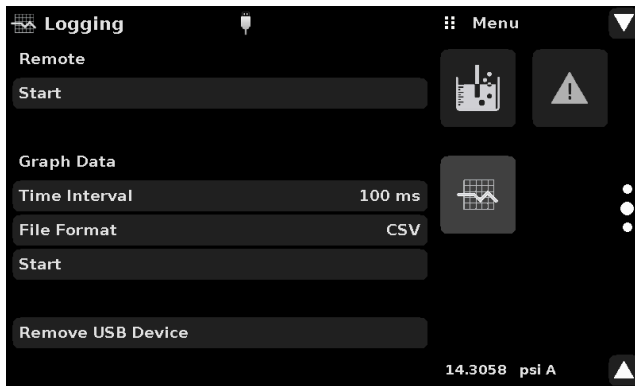 Logging
Menu
Remote
Start
Graph Data
Time Interval 100 ms
File Format CSV
Start
Remove USB Device
14.3058 psi A